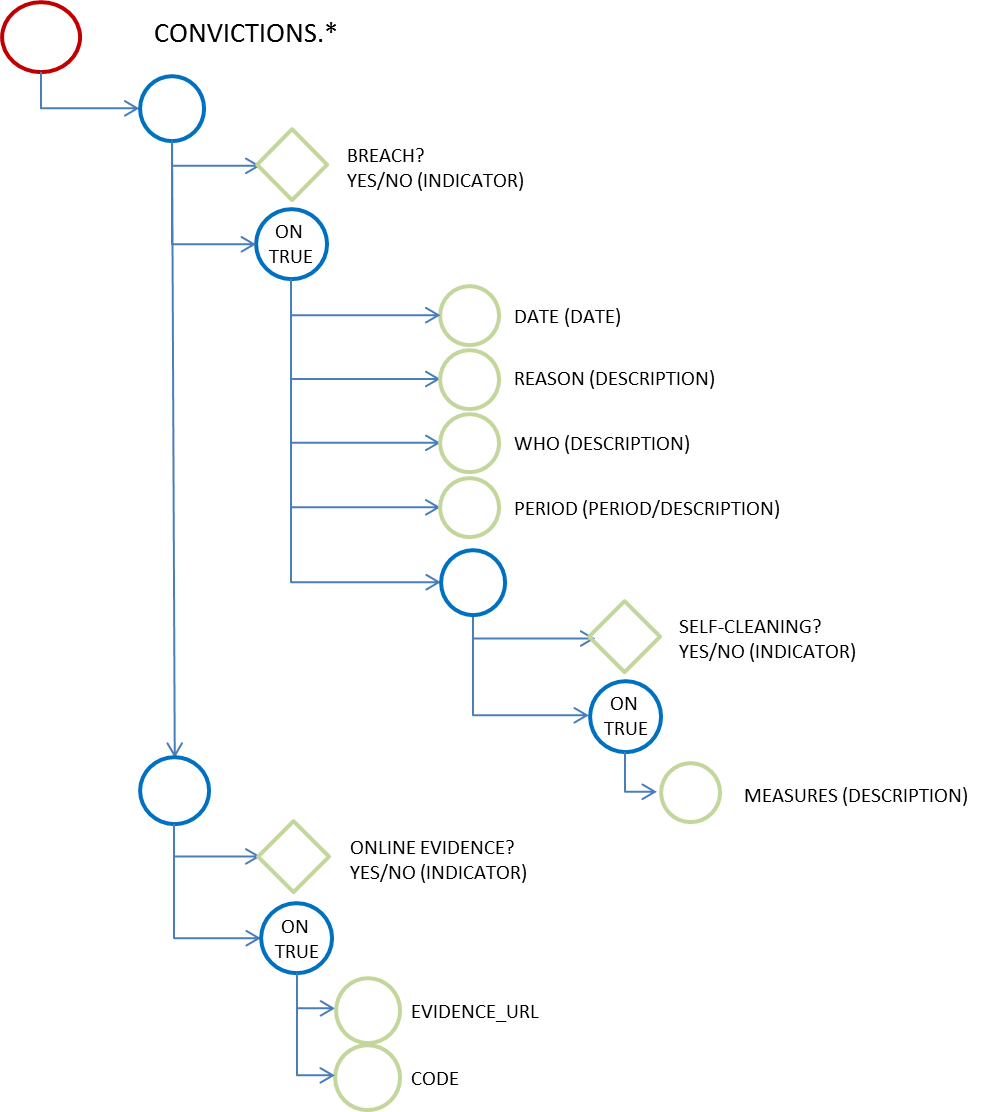 CONVICTIONS.*
BREACH?
YES/NO (INDICATOR)
ON
TRUE
DATE (DATE)
REASON (DESCRIPTION)
WHO (DESCRIPTION)
PERIOD (PERIOD/DESCRIPTION)
SELF-CLEANING?
YES/NO (INDICATOR)
ON
TRUE
MEASURES (DESCRIPTION)
ONLINE EVIDENCE?
YES/NO (INDICATOR)
ON
TRUE
EVIDENCE_URL
CODE